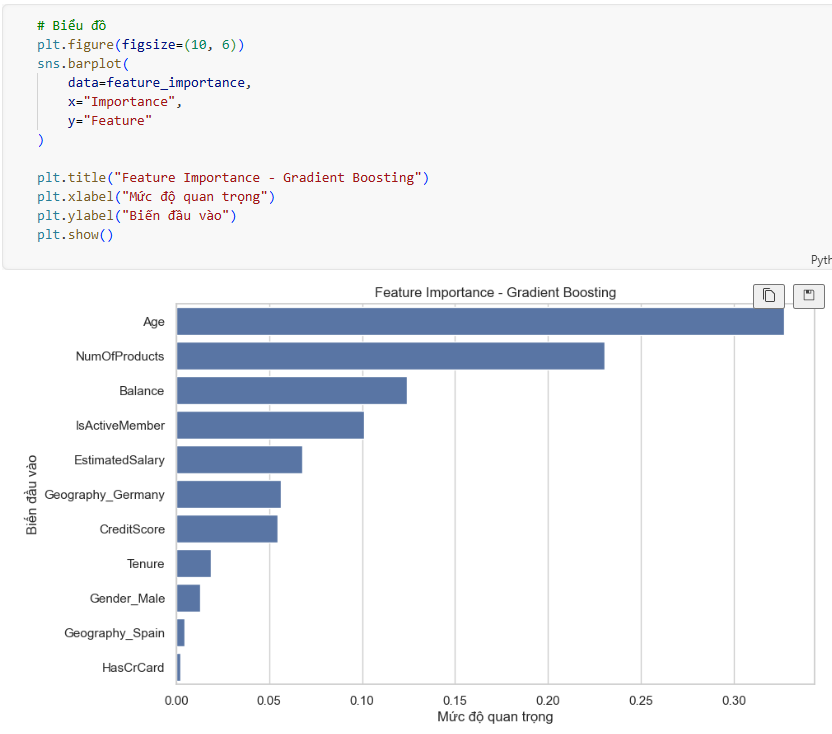 # Biểu đồ
plt.figure(figsize=(10, 6))
sns.barplot(
    data=feature_importance,
    x="Importance",
    y="Feature"
)
plt.title("Feature Importance - Gradient Boosting")
plt.xlabel("Mức độ quan trọng")
plt.ylabel("Biến đầu vào")
plt.show()
Feature Importance - Gradient Boosting
Biến đầu vào
Age
NumOfProducts
Balance
IsActiveMember
EstimatedSalary
Geography_Germany
CreditScore
Tenure
Gender_Male
Geography_Spain
HasCrCard
0.00 0.05 0.10 0.15 0.20 0.25 0.30
Mức độ quan trọng